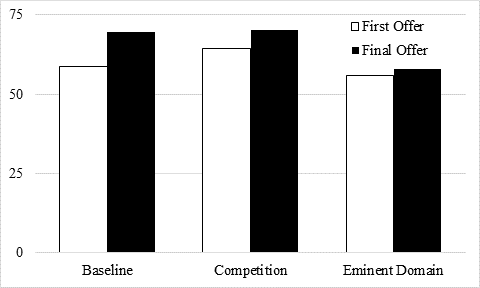 75
First Offer
Final Offer
50
25
0
Baseline Competition Eminent Domain